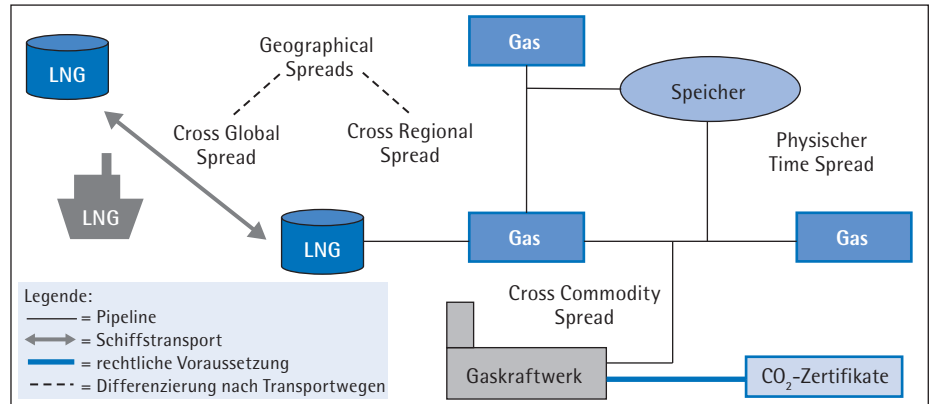 Gas
Geographical
Spreads
LNG
Speicher
Cross Global
Spread
Cross Regional
Spread
Physischer
Time Spread
LNG
LNG
Gas
Gas
Cross Commodity
Spread
Gaskraftwerk
CO₂-Zertifikate
Legende:
= Pipeline
= Schiffstransport
= rechtliche Voraussetzung
= Differenzierung nach Transportwegen